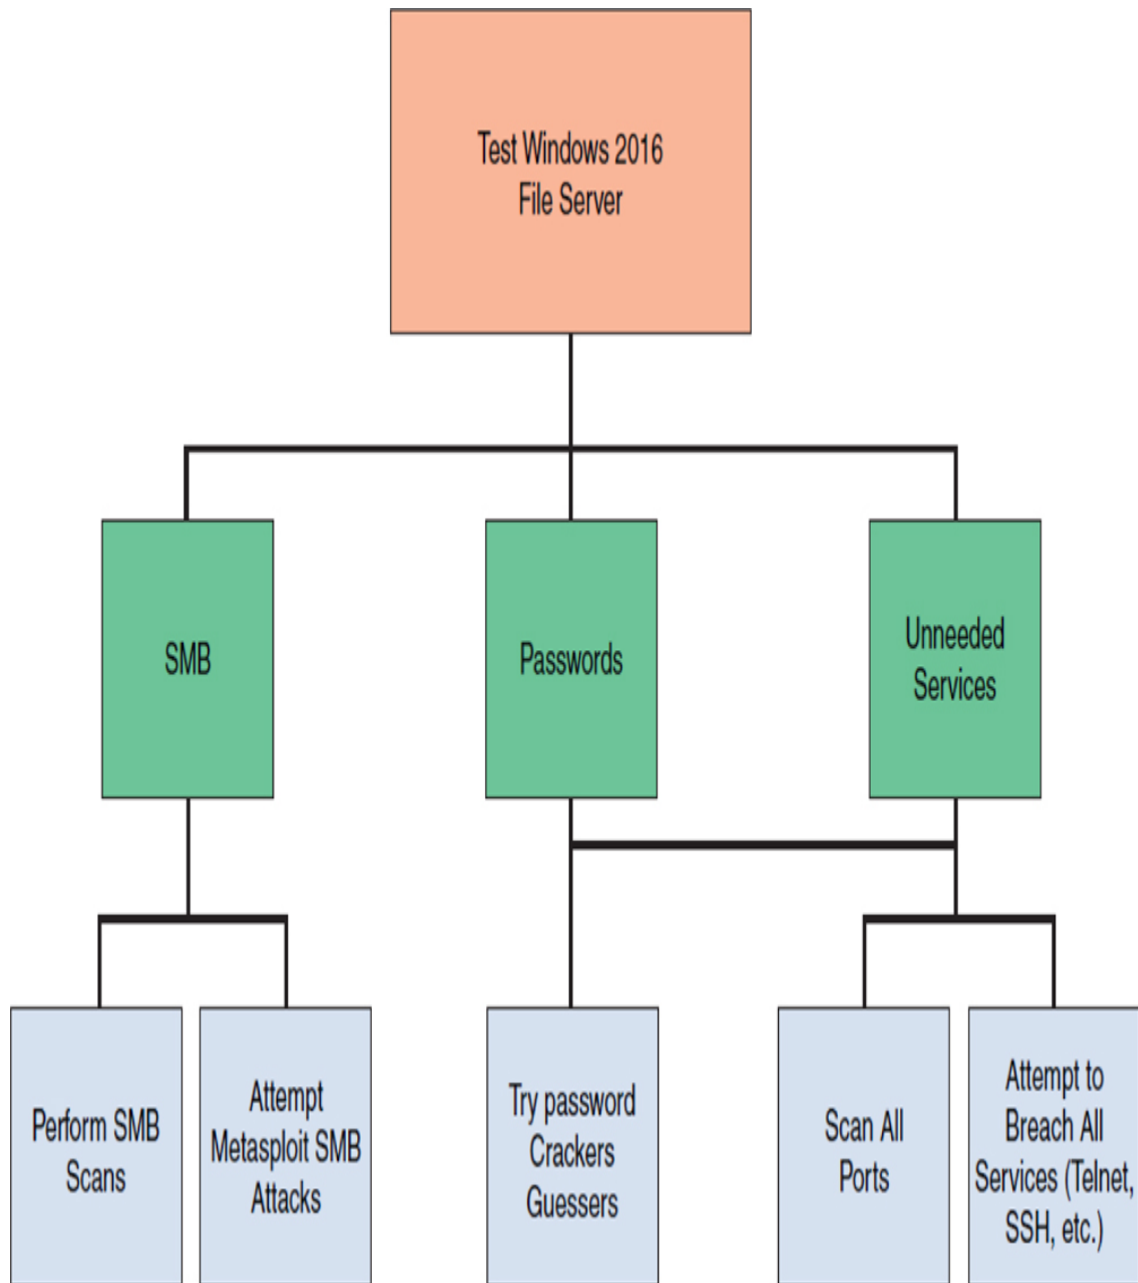 Test Windows 2016
File Server
SMB
Passwords
Unneeded
Services
Perform SMB
Scans
Attempt
Metasploit SMB
Attacks
Try password
Crackers
Guessers
Scan All
Ports
Attempt to
Breach All
Services (Telnet,
SSH, etc.)